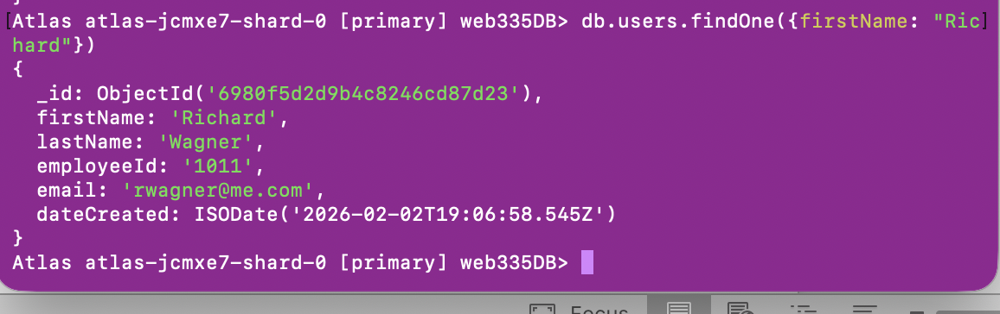 }
[Atlas atlas-jcmxe7-shard-0 [primary] web335DB> db.users.findOne({firstName: "Ric]
hard"})
{
  _id: ObjectId('6980f5d2d9b4c8246cd87d23'),
  firstName: 'Richard',
  lastName: 'Wagner',
  employeeId: '1011',
  email: 'rwagner@me.com',
  dateCreated: ISODate('2026-02-02T19:06:58.545Z')
}
Atlas atlas-jcmxe7-shard-0 [primary] web335DB>
Focus